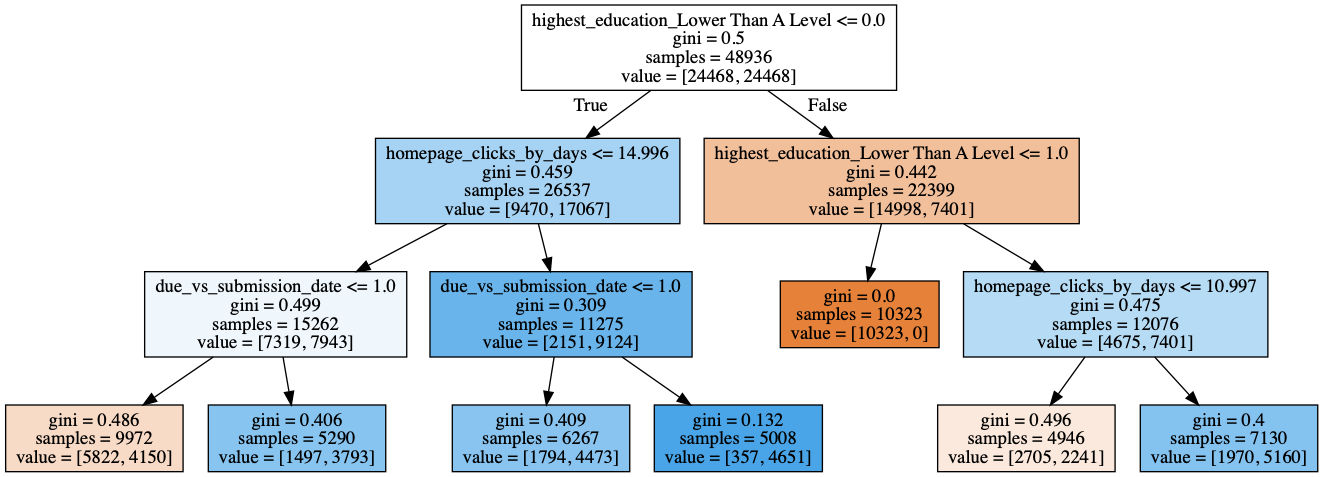 highest_education_Lower Than A Level <= 0.0
gini = 0.5
samples = 48936
value = [24468, 24468]
True
False
homepage_clicks_by_days <= 14.996
gini = 0.459
samples = 26537
value = [9470, 17067]
highest_education_Lower Than A Level <= 1.0
gini = 0.442
samples = 22399
value = [14998, 7401]
due_vs_submission_date <= 1.0
gini = 0.499
samples = 15262
value = [7319, 7943]
due_vs_submission_date <= 1.0
gini = 0.309
samples = 11275
value = [2151, 9124]
gini = 0.0
samples = 10323
value = [10323, 0]
homepage_clicks_by_days <= 10.997
gini = 0.475
samples = 12076
value = [4675, 7401]
gini = 0.486
samples = 9972
value = [5822, 4150]
gini = 0.406
samples = 5290
value = [1497, 3793]
gini = 0.409
samples = 6267
value = [1794, 4473]
gini = 0.132
samples = 5008
value = [357, 4651]
gini = 0.496
samples = 4946
value = [2705, 2241]
gini = 0.4
samples = 7130
value = [1970, 5160]